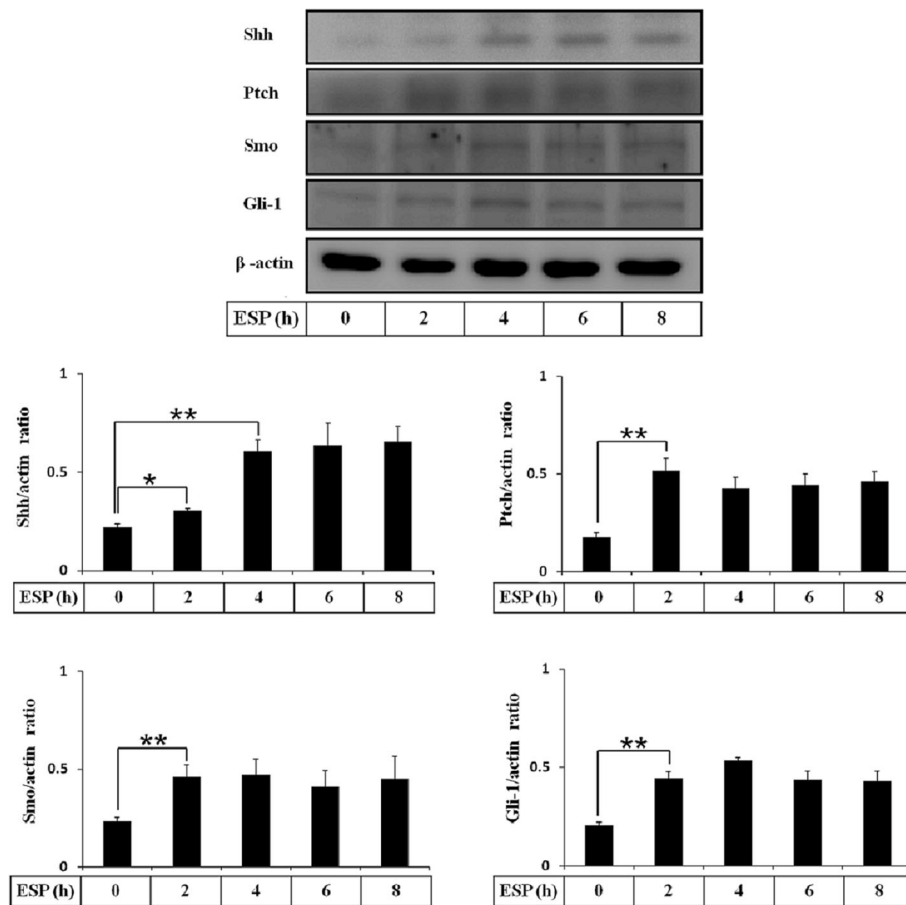 Shh
Ptch
Smo
Gli-1
β -actin
ESP (h) 0 2 4 6 8
1
**
0.5
*
0
Shh/actin ratio
ESP (h) 0 2 4 6 8
1
**
0.5
0
Ptch/actin ratio
ESP (h) 0 2 4 6 8
1
**
0.5
0
Smo/actin ratio
ESP (h) 0 2 4 6 8
1
**
0.5
0
Gli-1/actin ratio
ESP (h) 0 2 4 6 8